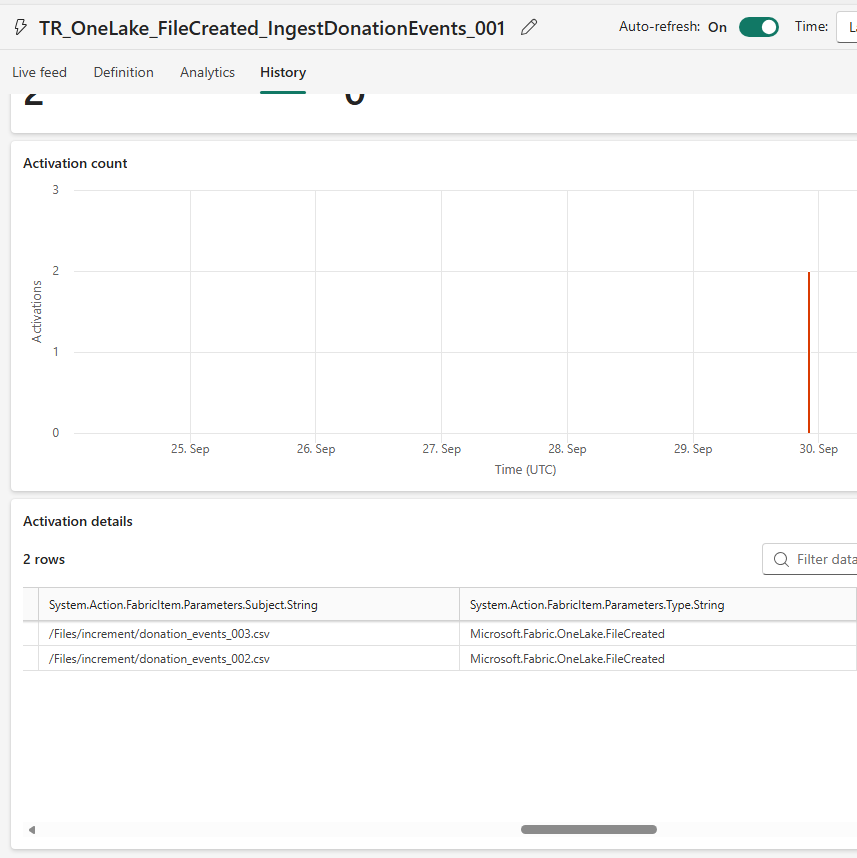 TR_OneLake_FileCreated_IngestDonationEvents_001
Auto-refresh: On
Time:
Live feed Definition Analytics History
Activation count
3
2
1
0
Activations
25. Sep 26. Sep 27. Sep 28. Sep 29. Sep 30. Sep
Time (UTC)
Activation details
2 rows
Filter data
System.Action.FabricItem.Parameters.Subject.String System.Action.FabricItem.Parameters.Type.String
/Files/increment/donation_events_003.csv Microsoft.Fabric.OneLake.FileCreated
/Files/increment/donation_events_002.csv Microsoft.Fabric.OneLake.FileCreated